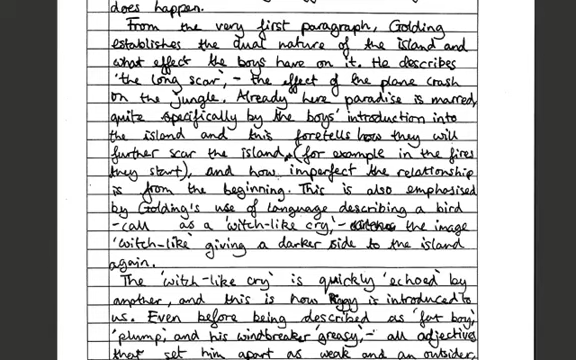 does happen.
From the very first paragraph, Golding
establishes the dual nature of the island and
what effect the boys have on it. He describes
'the long scar', - the effect of the plane crash
on the jungle. Already here paradise is marred,
quite specifically by the boys' introduction into
the island and this foretells how they will
further scar the island, (for example in the fires
they start), and how imperfect the relationship
is from the beginning. This is also emphasised
by Golding's use of language describing a bird
-call as a 'witch-like cry', - the image
'witch-like' giving a darker side to the island
again.
The 'witch-like cry' is quickly 'echoed' by
another, and this is how Piggy is introduced to
us. Even before being described as 'fat boy',
'plump', and his windbreaker 'greasy', - all adjectives
that set him apart as weak and an outsider,